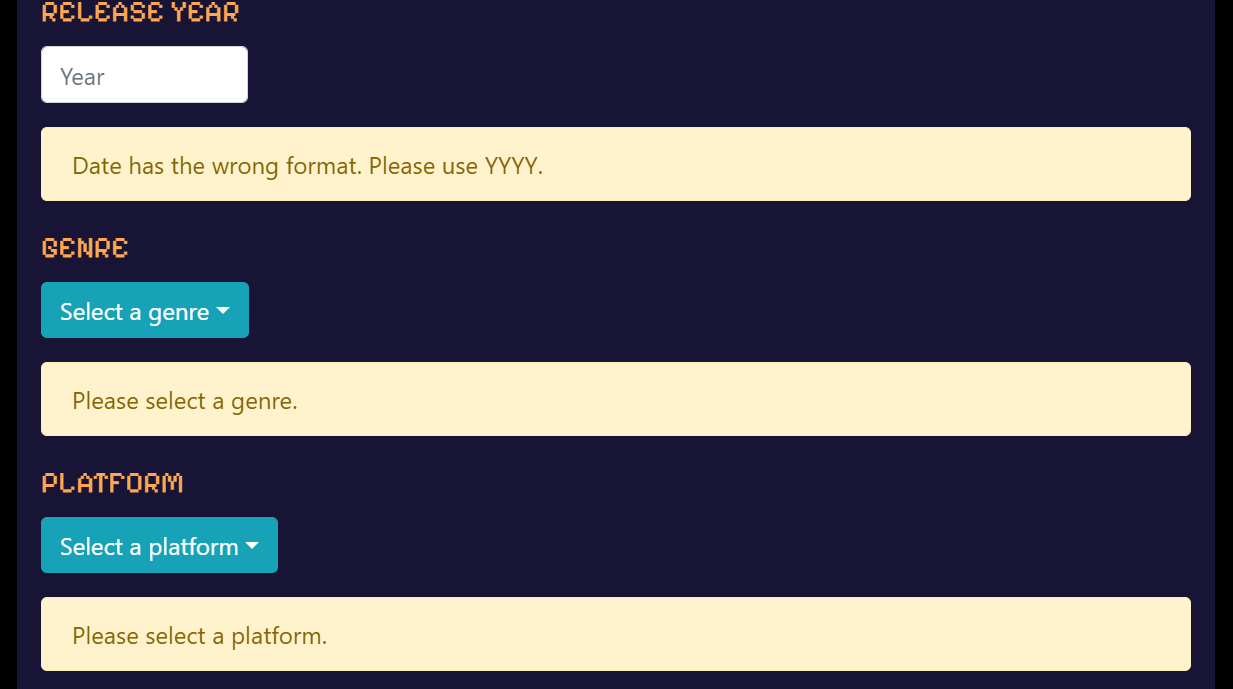 RELEASE YEAR
Year
Date has the wrong format. Please use YYYY.
GENRE
Select a genre
Please select a genre.
PLATFORM
Select a platform
Please select a platform.